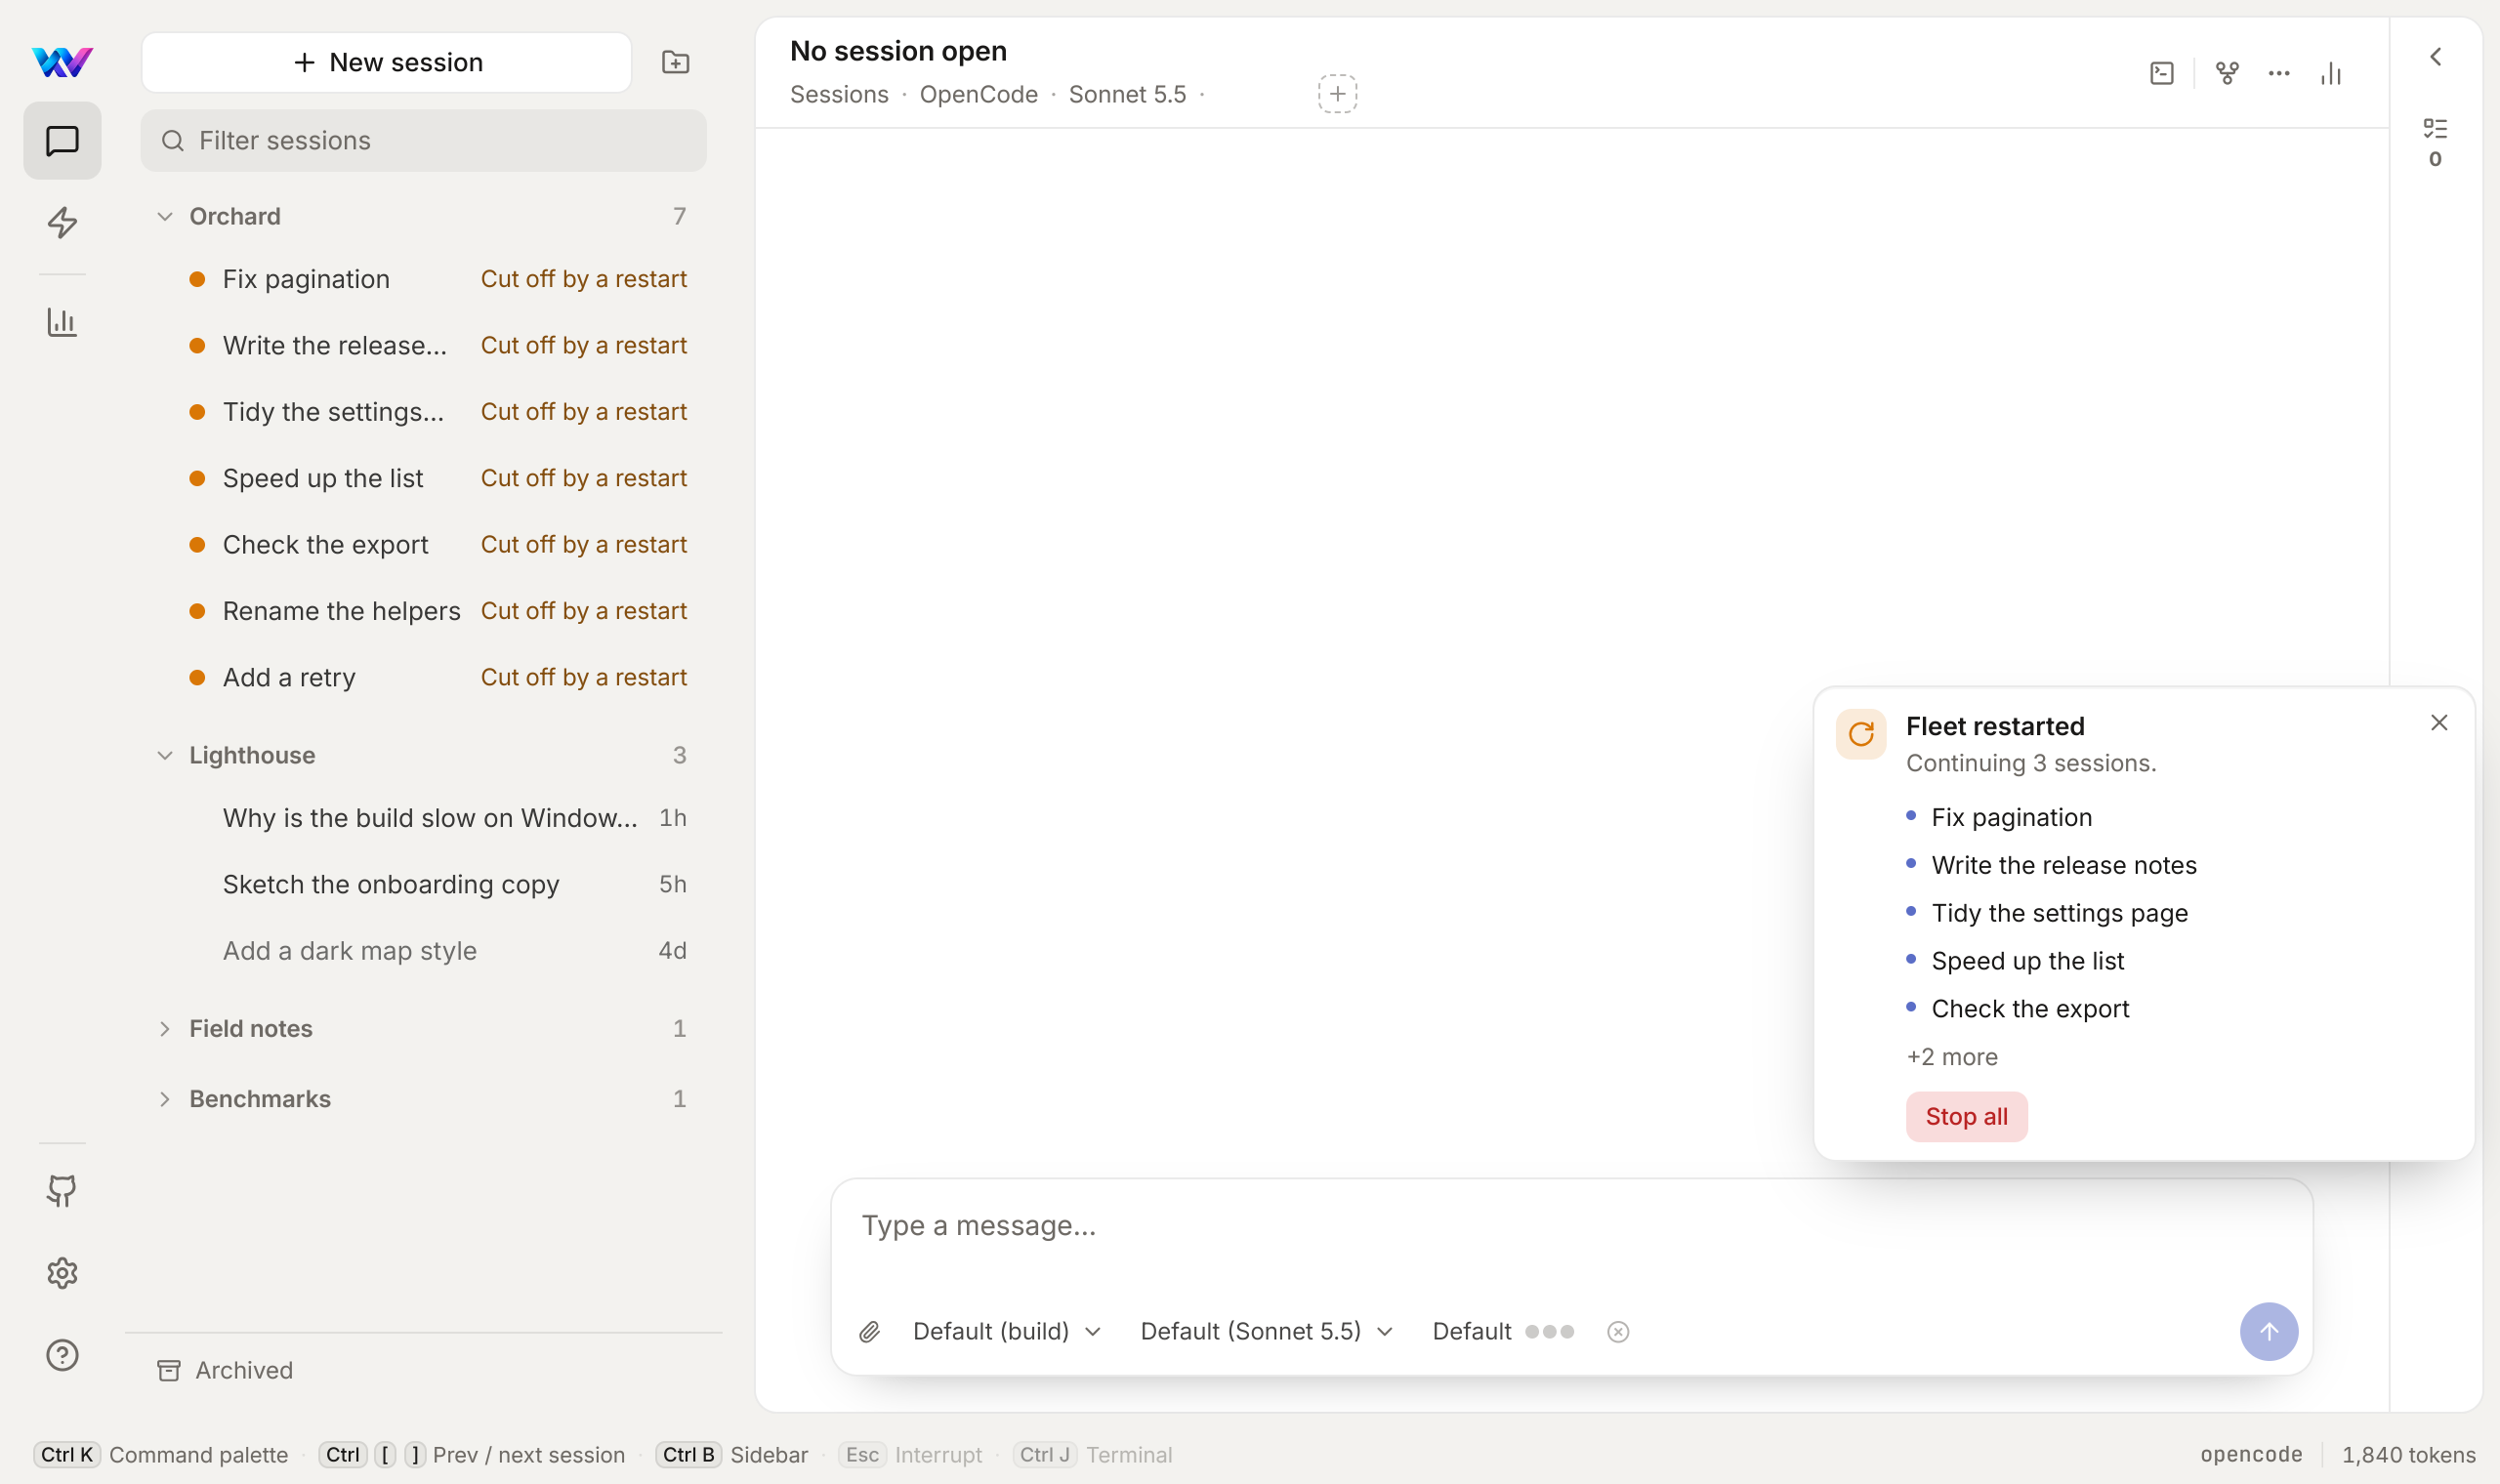 New session
Filter sessions
Orchard 7
Fix pagination Cut off by a restart
Write the release... Cut off by a restart
Tidy the settings... Cut off by a restart
Speed up the list Cut off by a restart
Check the export Cut off by a restart
Rename the helpers Cut off by a restart
Add a retry Cut off by a restart
Lighthouse 3
Why is the build slow on Window... 1h
Sketch the onboarding copy 5h
Add a dark map style 4d
Field notes 1
Benchmarks 1
Archived
No session open
Sessions · OpenCode · Sonnet 5.5 ·
0
Fleet restarted
Continuing 3 sessions.
Fix pagination
Write the release notes
Tidy the settings page
Speed up the list
Check the export
+2 more
Stop all
Type a message...
Default (build) Default (Sonnet 5.5) Default
Ctrl K Command palette · Ctrl [ ] Prev / next session · Ctrl B Sidebar · Esc Interrupt · Ctrl J Terminal
opencode 1,840 tokens